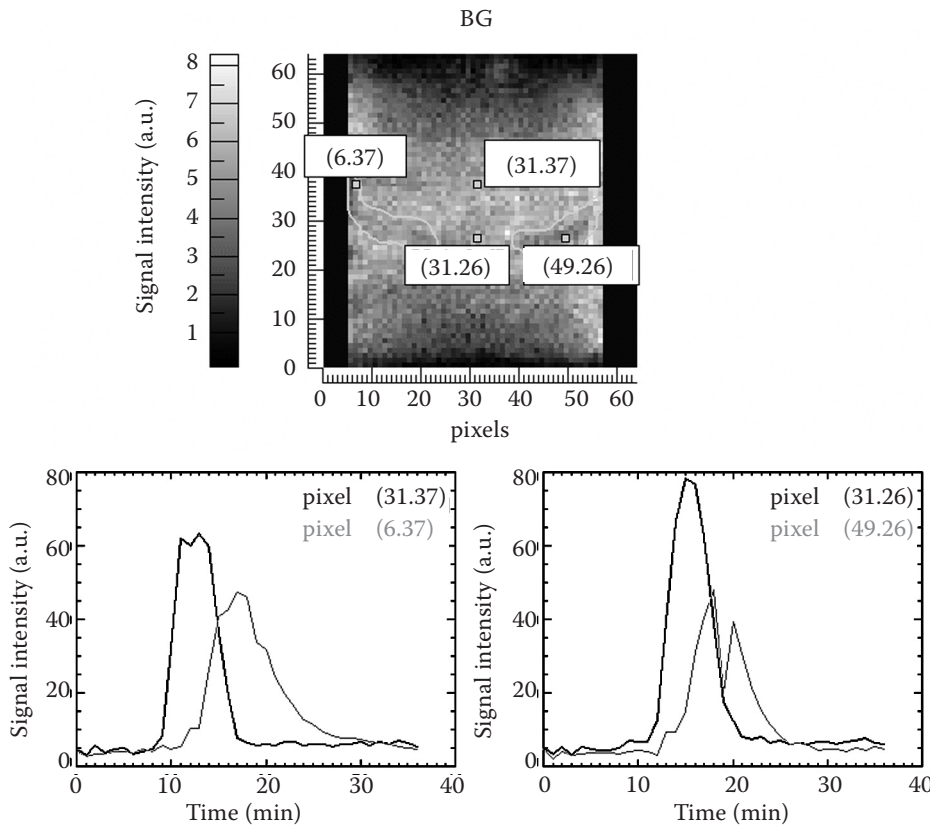 BG
Signal intensity (a.u.)
8
7
6
5
4
3
2
1
60
50
40
30
20
10
0
(6.37)
(31.37)
(31.26)
(49.26)
0 10 20 30 40 50 60
pixels
Signal intensity (a.u.)
80
60
40
20
0
pixel (31.37)
pixel (6.37)
0 10 20 30 40
Time (min)
Signal intensity (a.u.)
80
60
40
20
0
pixel (31.26)
pixel (49.26)
0 10 20 30 40
Time (min)